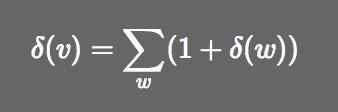 δ(v) = ∑_w (1 + δ(w))